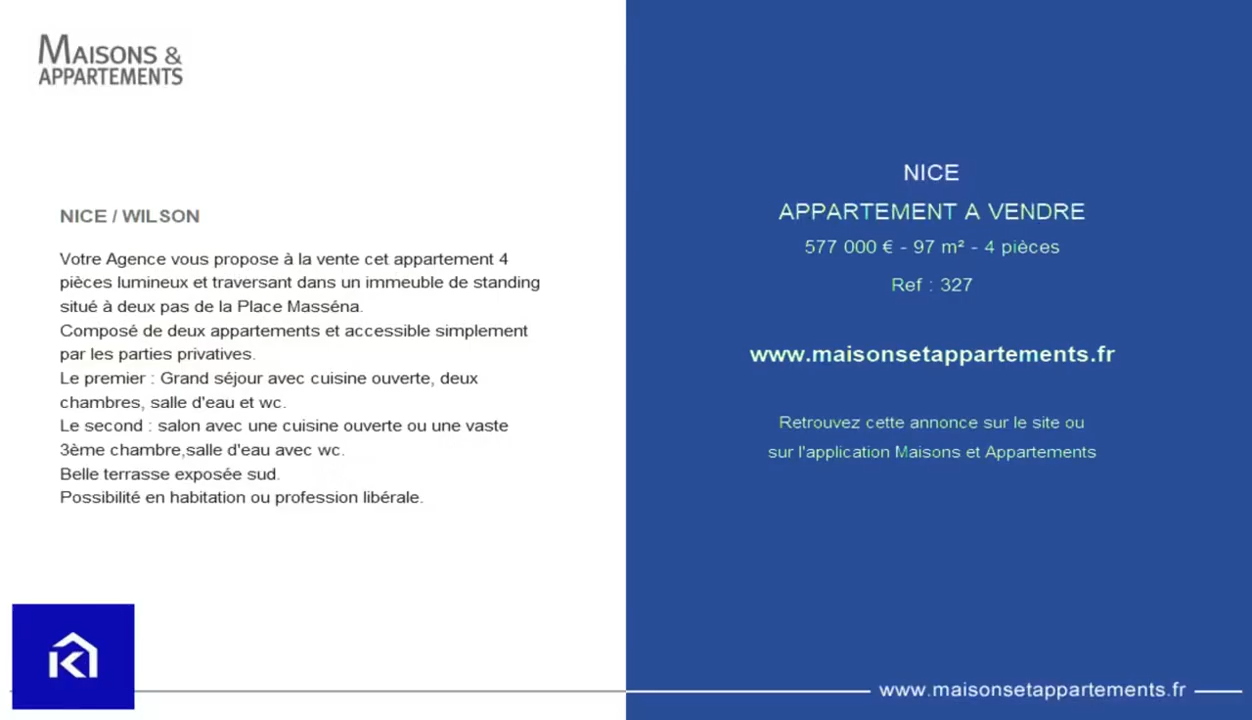 MAISONS &
APPARTEMENTS
NICE / WILSON
Votre Agence vous propose à la vente cet appartement 4
pièces lumineux et traversant dans un immeuble de standing
situé à deux pas de la Place Masséna.
Composé de deux appartements et accessible simplement
par les parties privatives.
Le premier : Grand séjour avec cuisine ouverte, deux
chambres, salle d'eau et wc.
Le second : salon avec une cuisine ouverte ou une vaste
3ème chambre,salle d'eau avec wc.
Belle terrasse exposée sud.
Possibilité en habitation ou profession libérale.
NICE
APPARTEMENT A VENDRE
577 000 € - 97 m² - 4 pièces
Ref : 327
www.maisonsetappartements.fr
Retrouvez cette annonce sur le site ou
sur l'application Maisons et Appartements
www.maisonsetappartements.fr